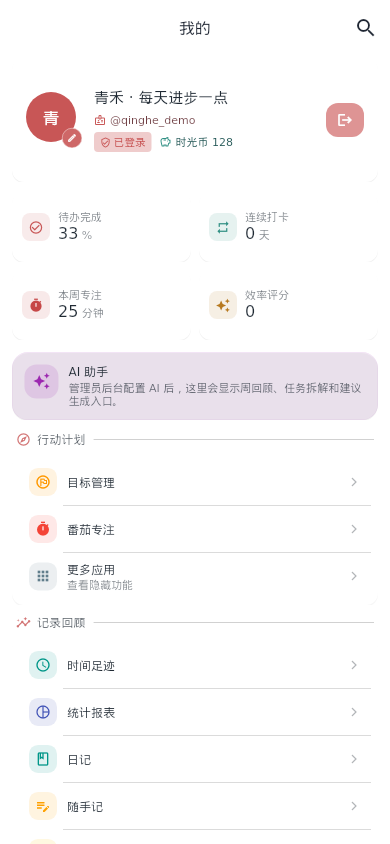 我的
青
青禾 · 每天进步一点
@qinghe_demo
已登录
时光币 128
待办完成
33 %
连续打卡
0 天
本周专注
25 分钟
效率评分
0
AI 助手
管理员后台配置 AI 后，这里会显示周回顾、任务拆解和建议
生成入口。
行动计划
目标管理
番茄专注
更多应用
查看隐藏功能
记录回顾
时间足迹
统计报表
日记
随手记